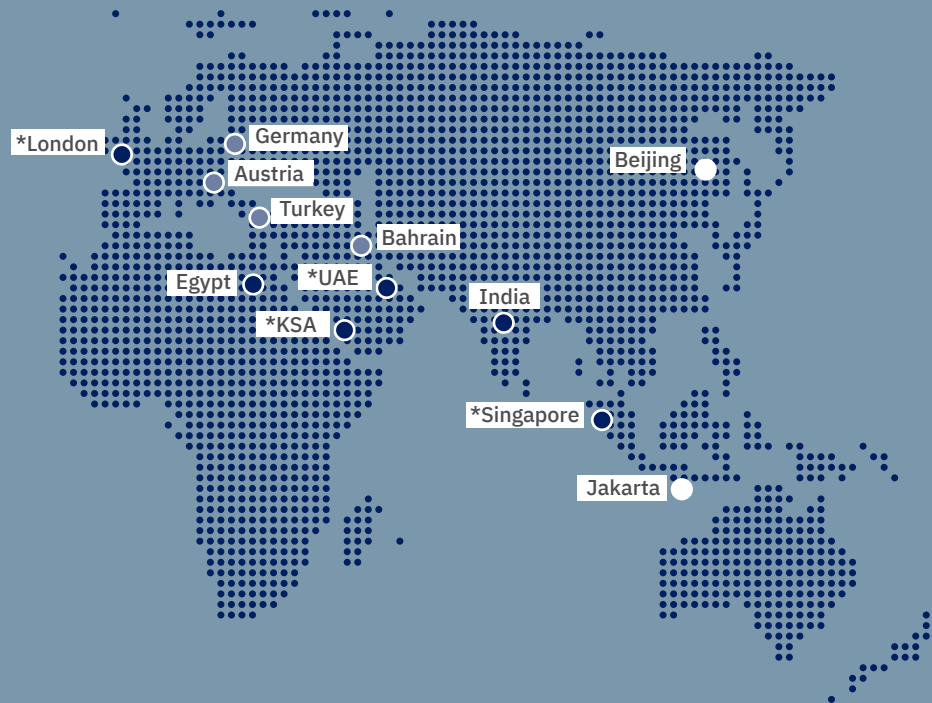 Germany
*London
Beijing
Austria
Turkey
Bahrain
*UAE
Egypt
India
*KSA
*Singapore
Jakarta